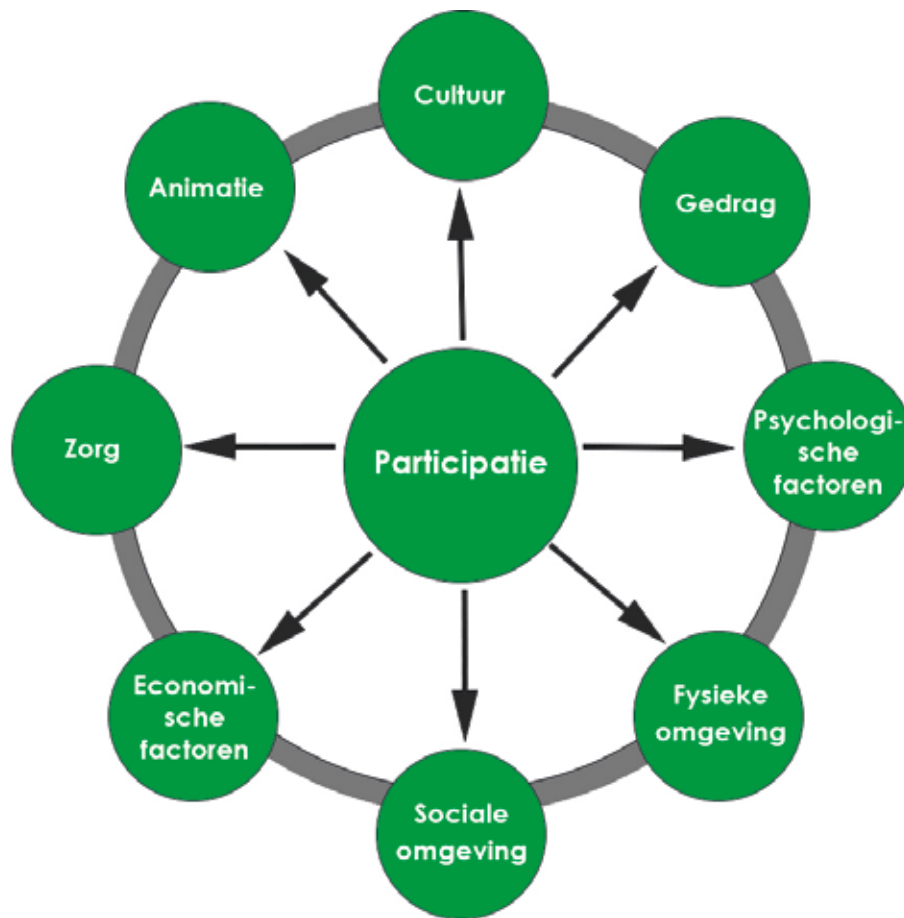 Cultuur
Animatie
Gedrag
Zorg
Participatie
Psychologi-
sche
factoren
Economi-
sche
factoren
Fysieke
omgeving
Sociale
omgeving